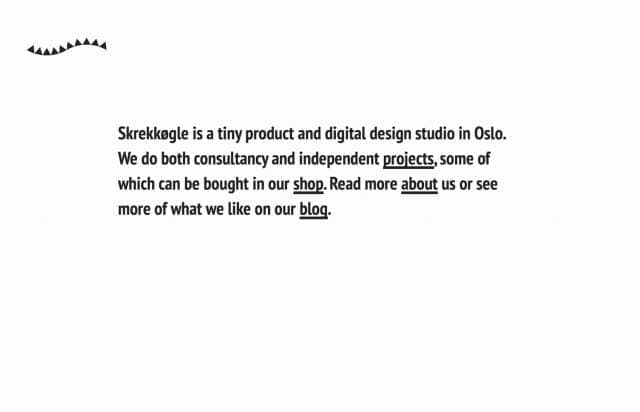 Skrekkøgle is a tiny product and digital design studio in Oslo.
We do both consultancy and independent projects, some of
which can be bought in our shop. Read more about us or see
more of what we like on our blog.